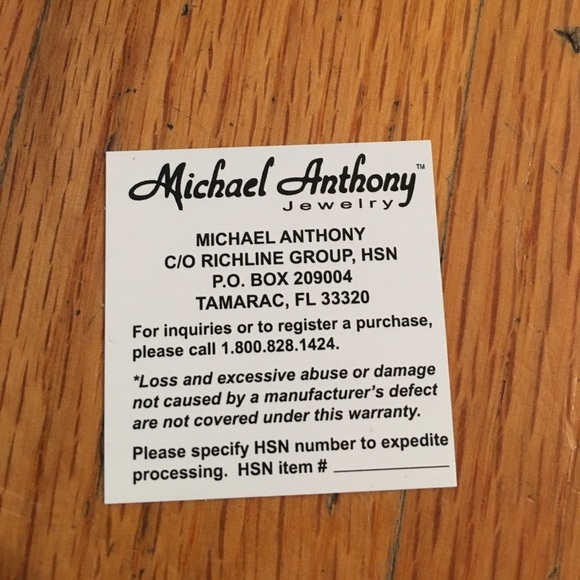 Michael Anthony™
Jewelry
MICHAEL ANTHONY
C/O RICHLINE GROUP, HSN
P.O. BOX 209004
TAMARAC, FL 33320
For inquiries or to register a purchase,
please call 1.800.828.1424.
*Loss and excessive abuse or damage
not caused by a manufacturer's defect
are not covered under this warranty.
Please specify HSN number to expedite
processing. HSN item # ______________